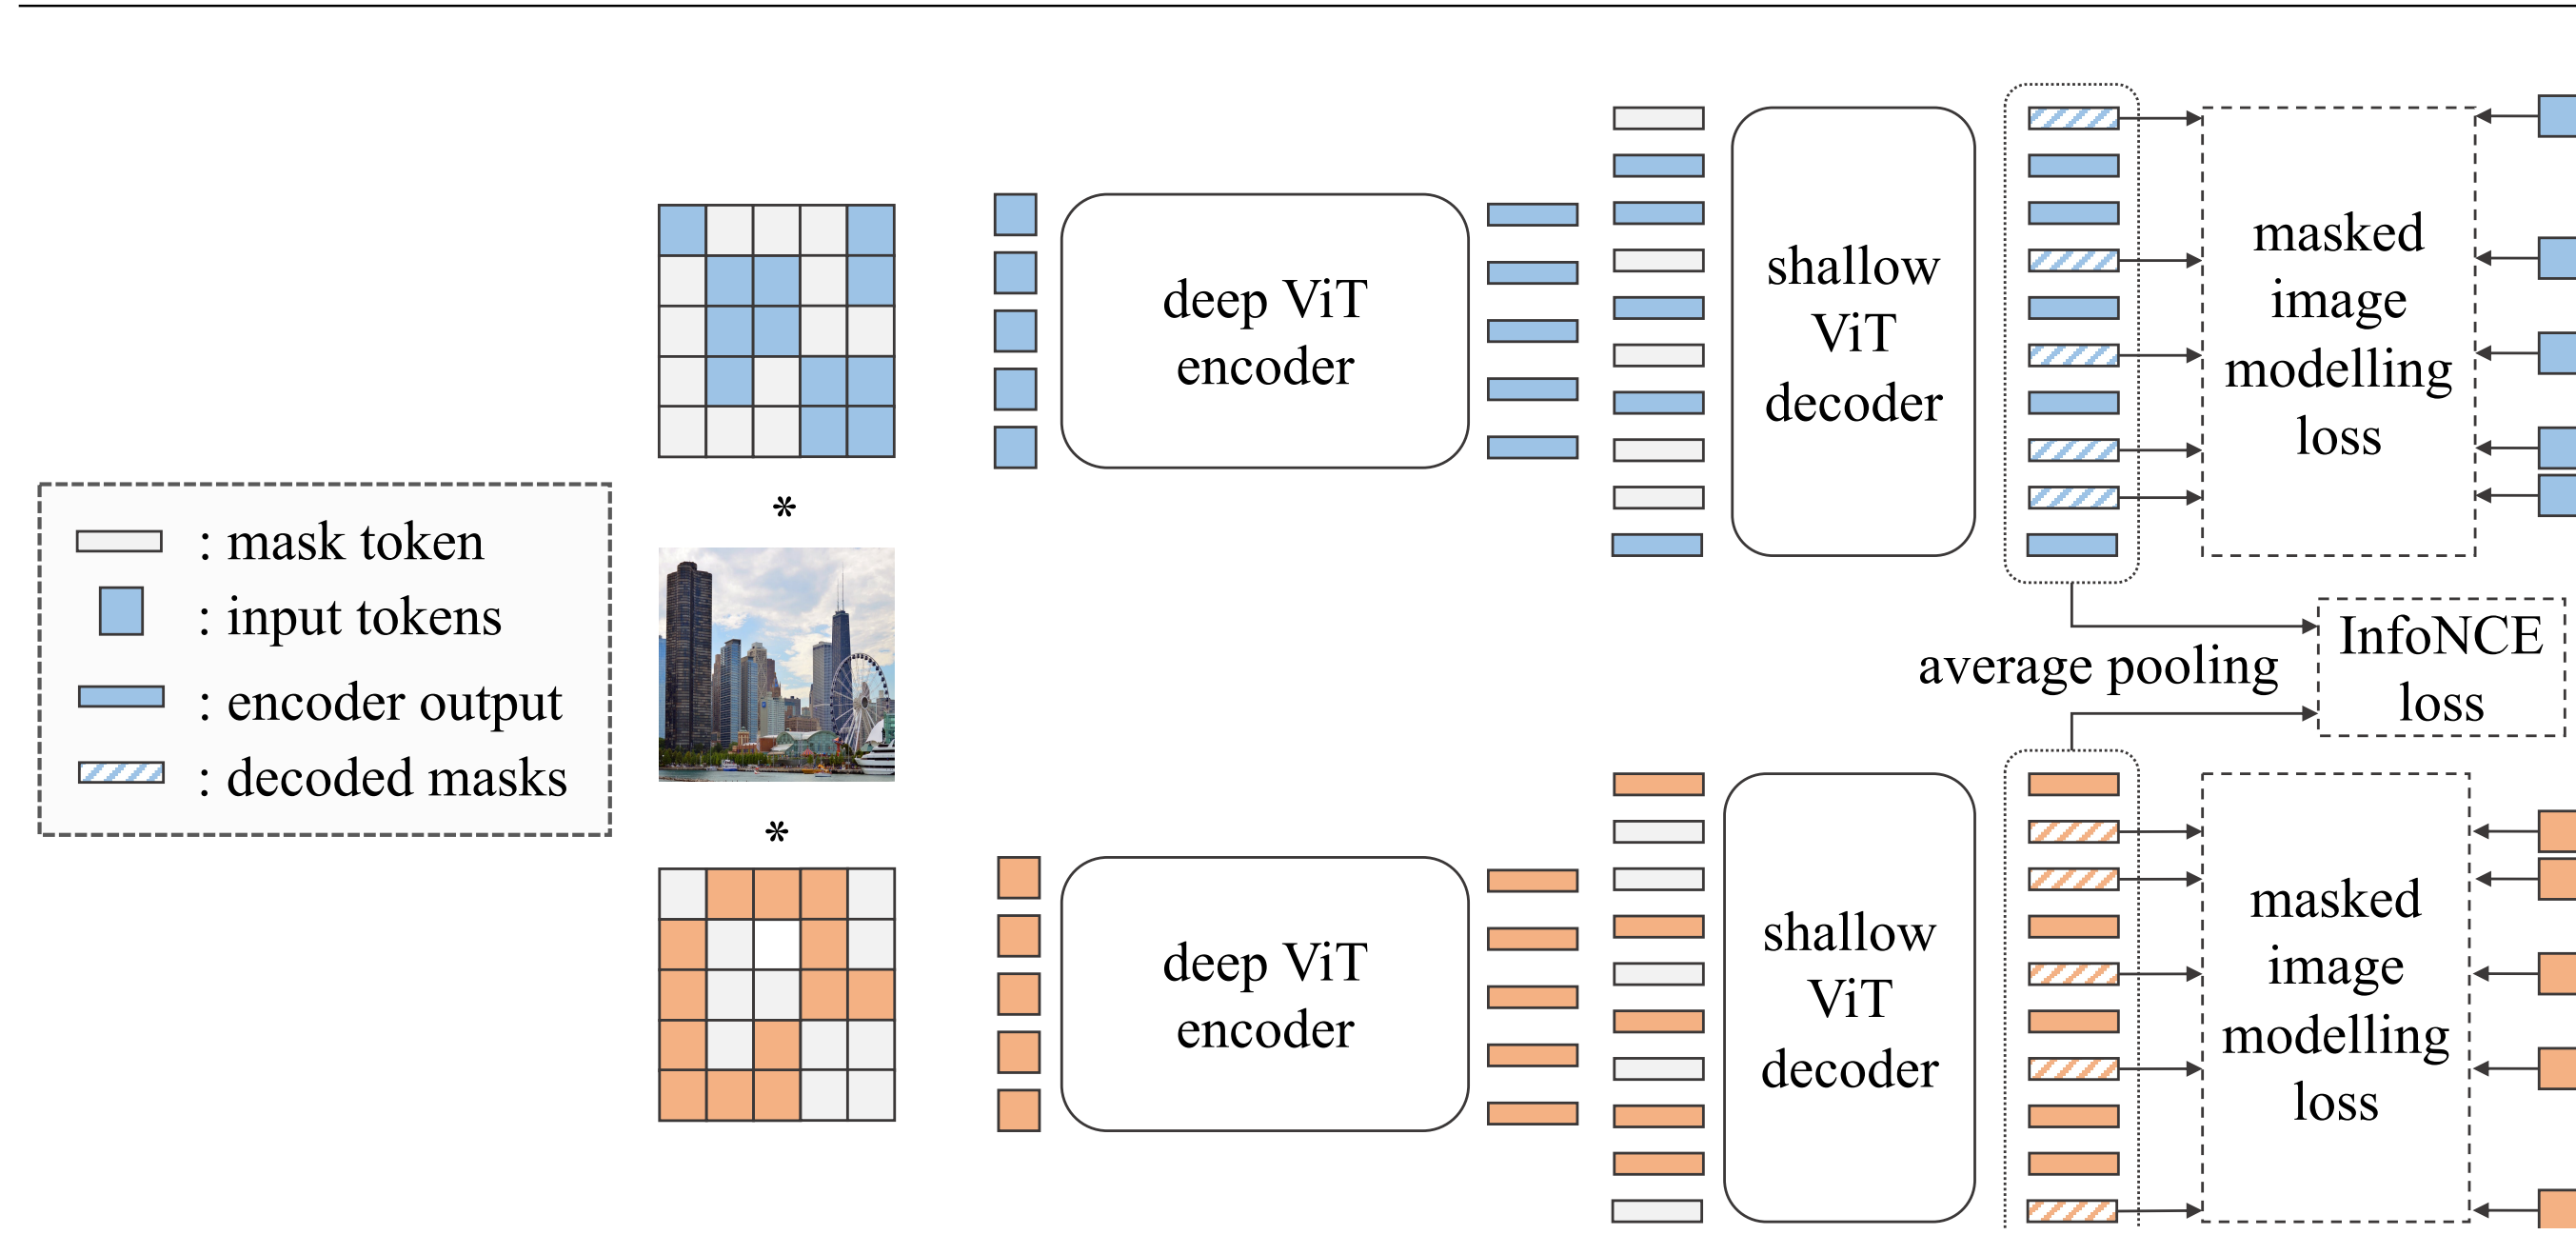 : mask token
: input tokens
: encoder output
: decoded masks
*
*
deep ViT
encoder
shallow
ViT
decoder
masked
image
modelling
loss
average pooling
InfoNCE
loss
deep ViT
encoder
shallow
ViT
decoder
masked
image
modelling
loss